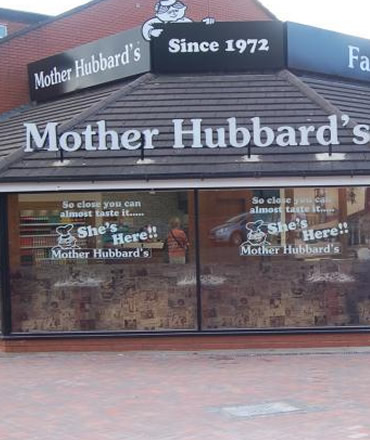 Mother Hubbard's
Since 1972
Fa
Mother Hubbard's
So close you can
almost taste it.....
She's
Here!!
Mother Hubbard's
So close you can
almost taste it.....
She's
Here!!
Mother Hubbard's